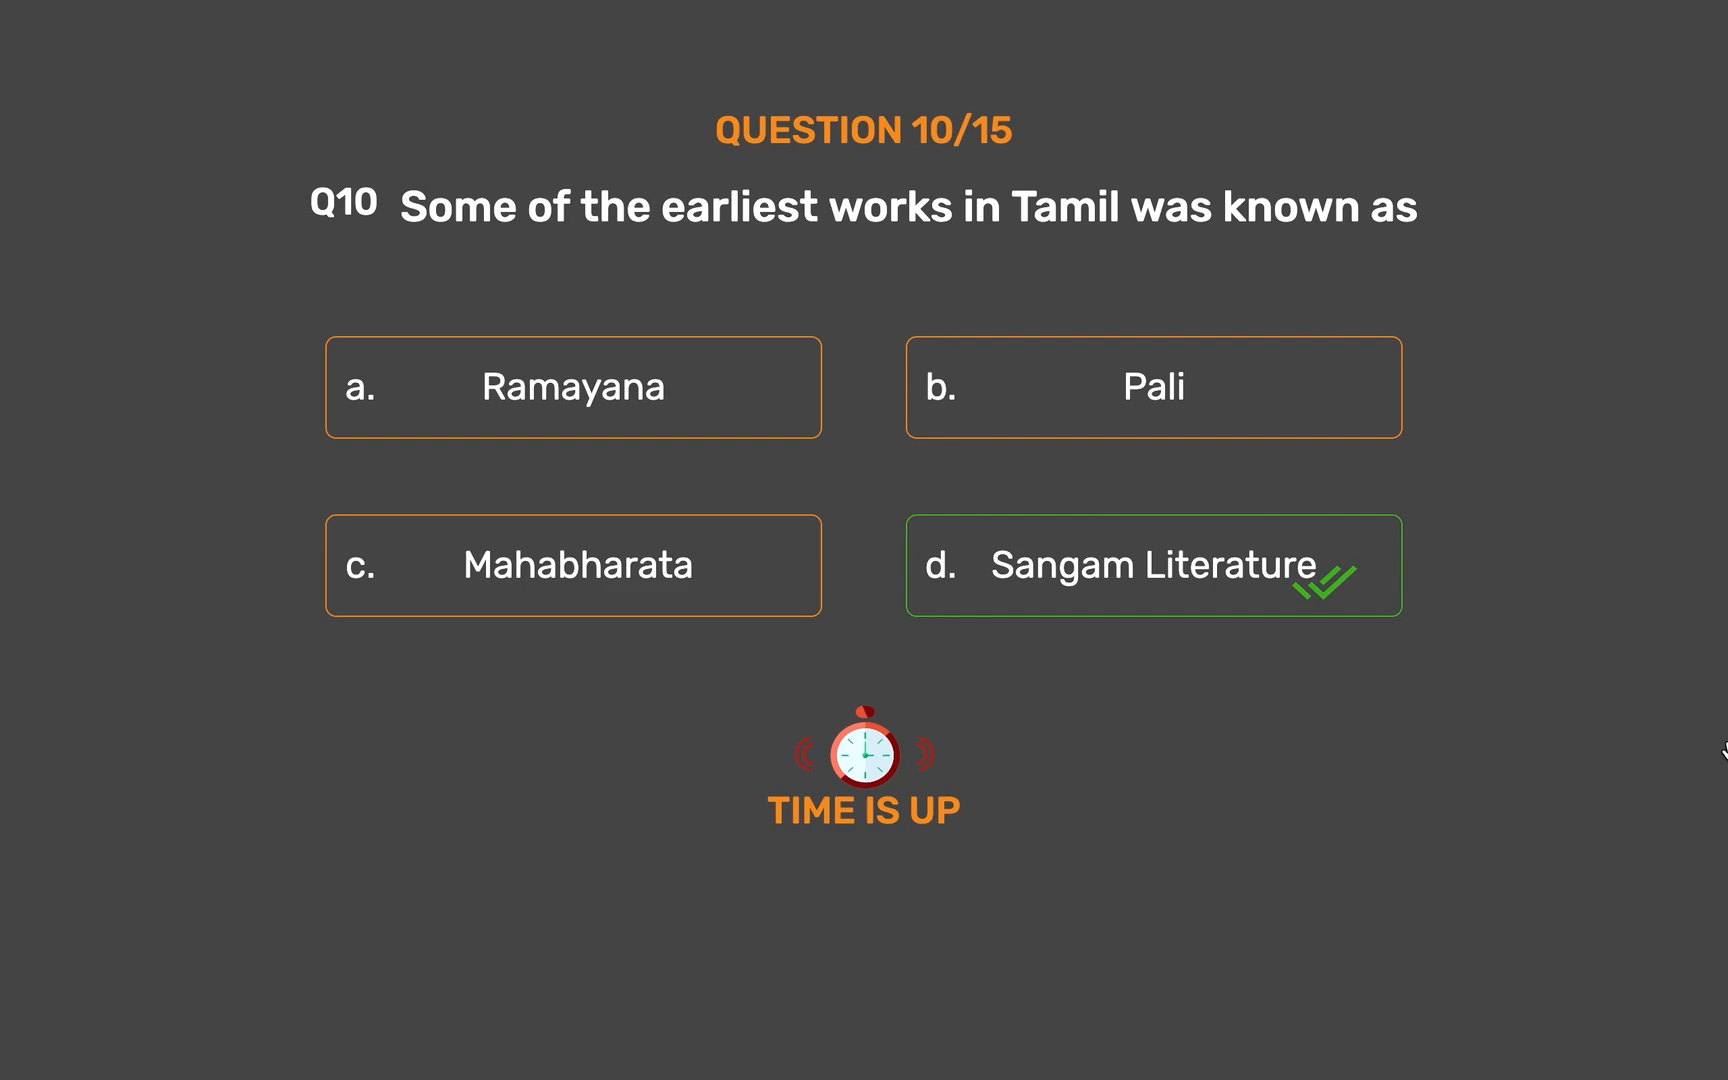 QUESTION 10/15
Q10 Some of the earliest works in Tamil was known as
a. Ramayana
b. Pali
c. Mahabharata
d. Sangam Literature
TIME IS UP